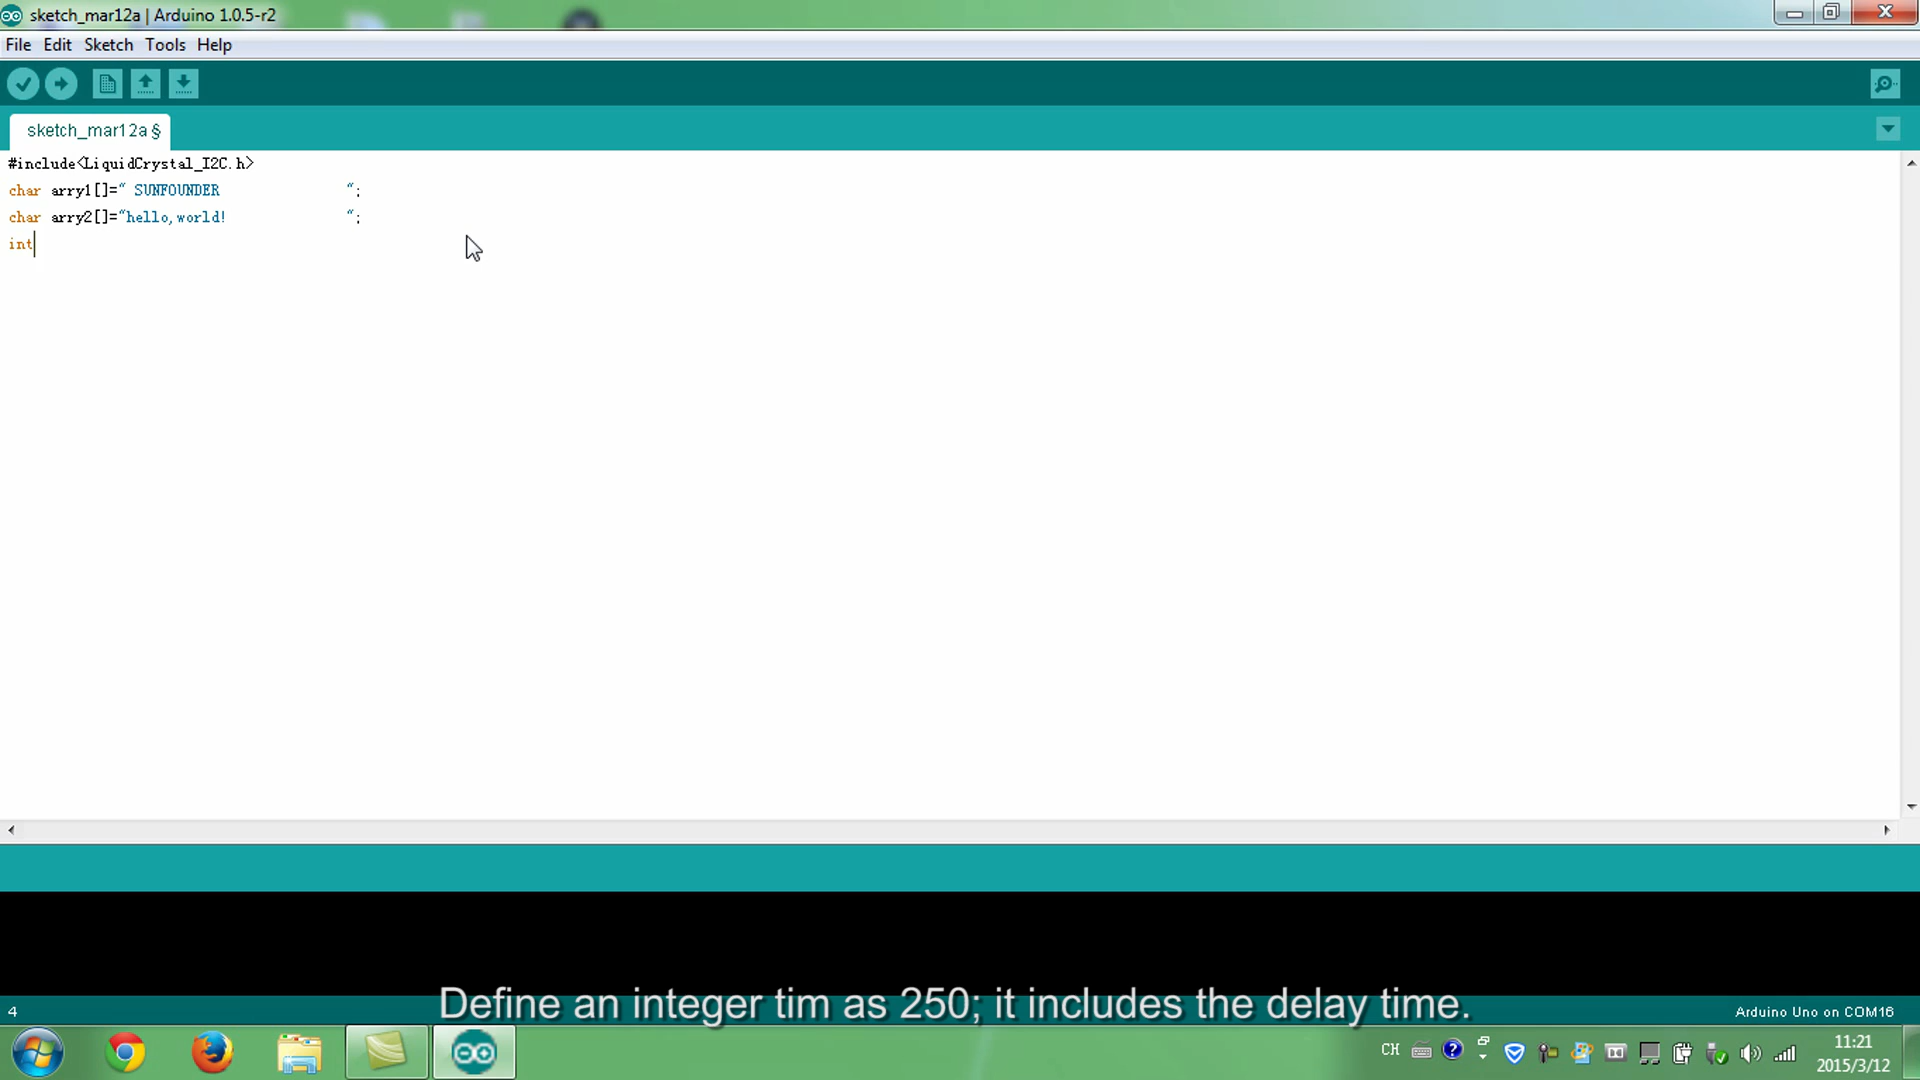 sketch_mar12a | Arduino 1.0.5-r2
File Edit Sketch Tools Help
sketch_mar12a §
#include<LiquidCrystal_I2C.h>
char arry1[]=" SUNFOUNDER               ";
char arry2[]="hello,world!              ";
int
Define an integer tim as 250; it includes the delay time.
4
Arduino Uno on COM16
CH
11:21
2015/3/12